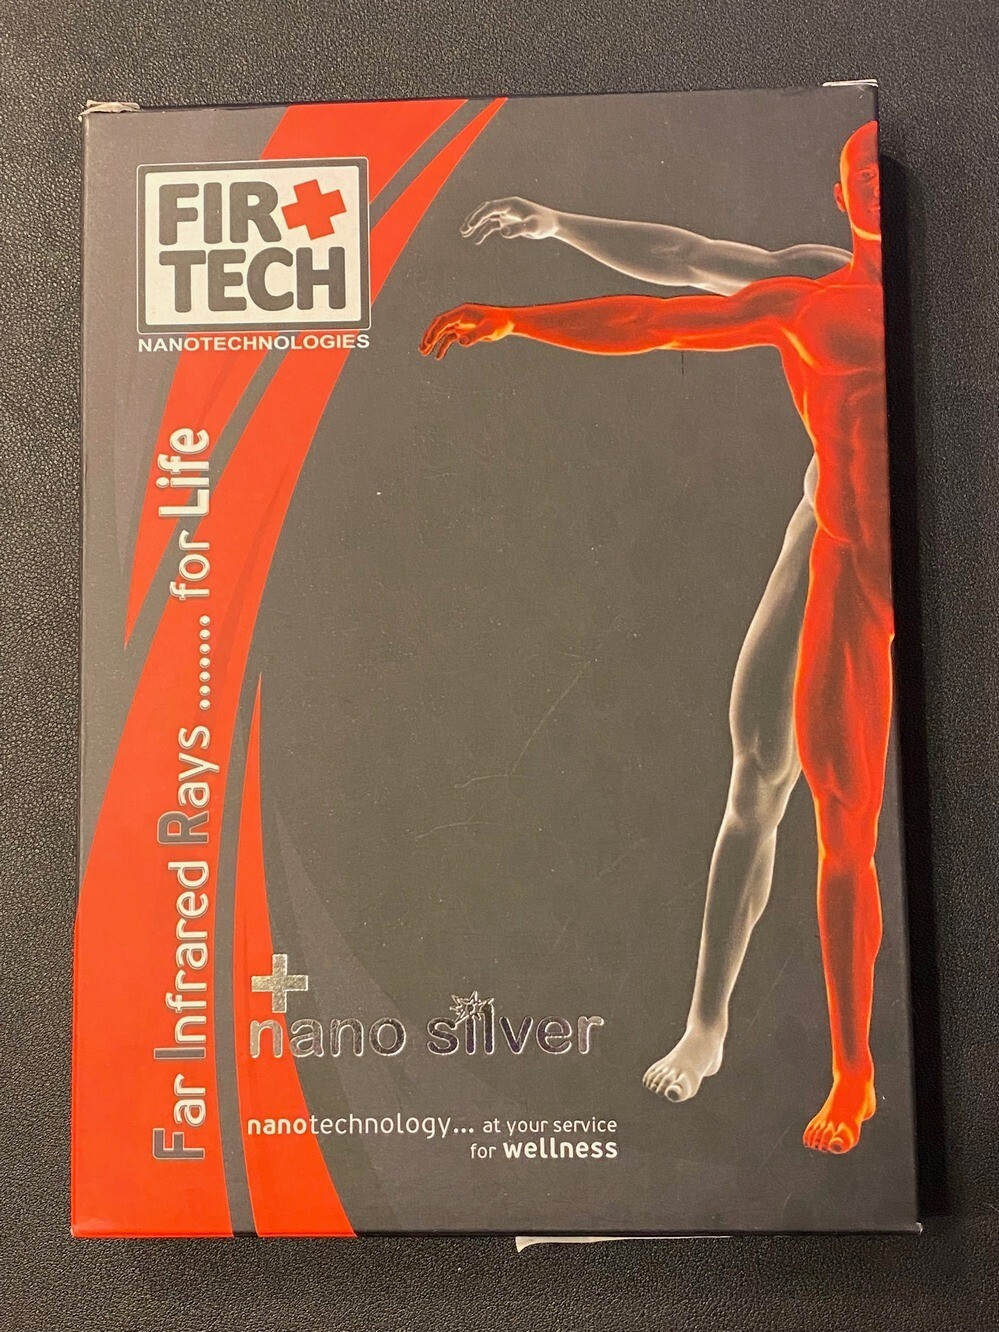 FIR
TECH
NANOTECHNOLOGIES
Far Infrared Rays ....... for Life
nano silver
nanotechnology... at your service
for wellness